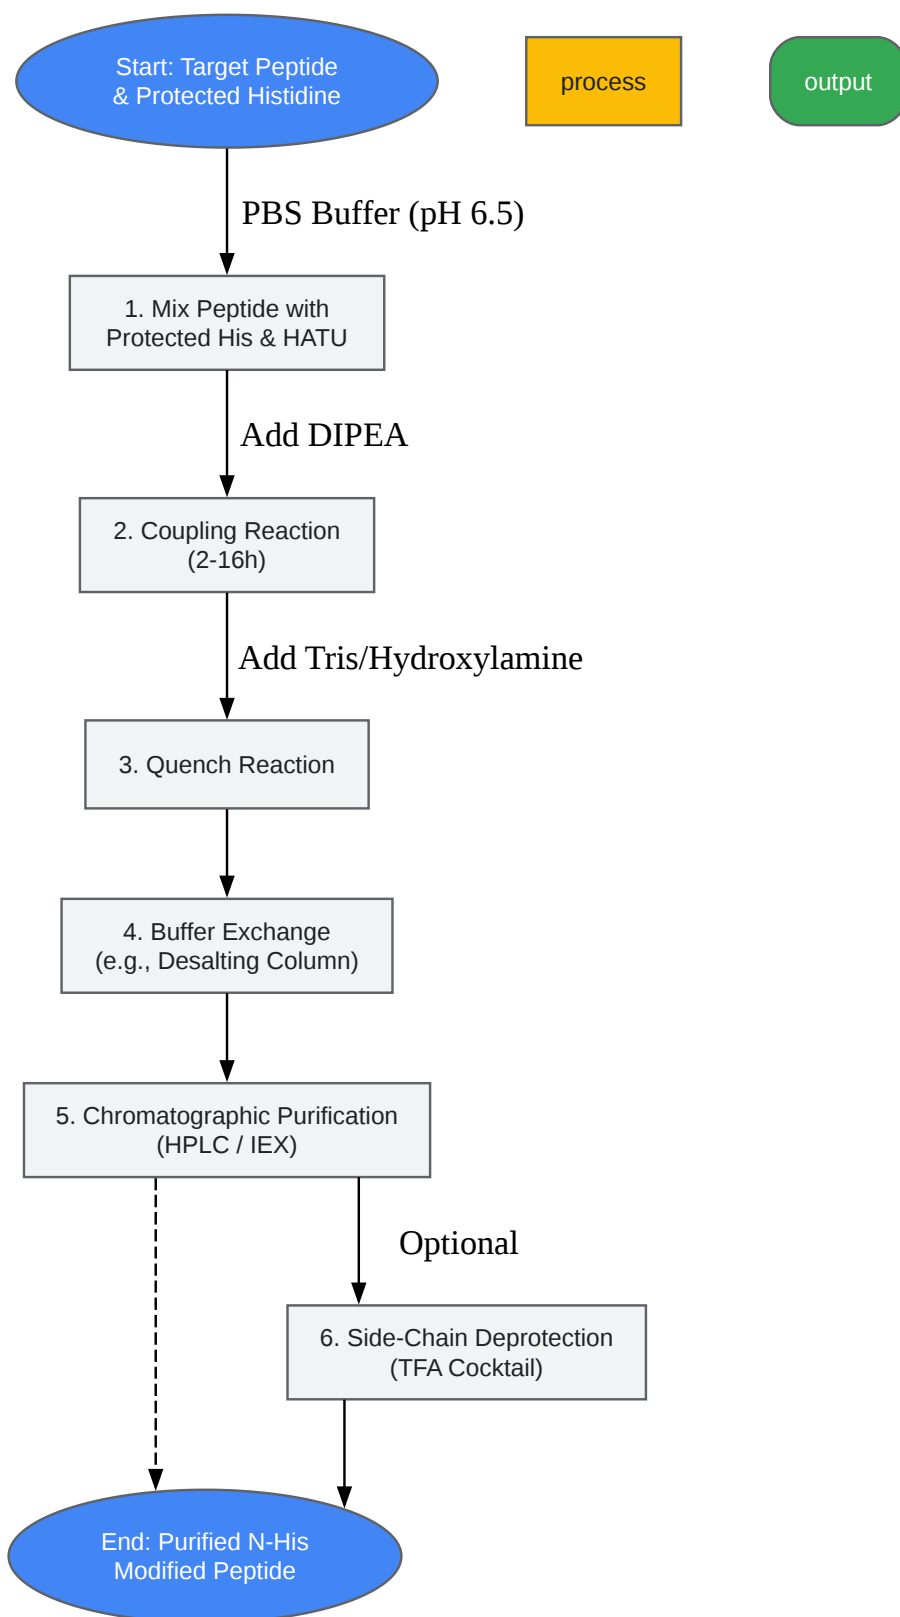 Start: Target Peptide
& Protected Histidine
process
output
PBS Buffer (pH 6.5)
1. Mix Peptide with
Protected His & HATU
Add DIPEA
2. Coupling Reaction
(2-16h)
Add Tris/Hydroxylamine
3. Quench Reaction
4. Buffer Exchange
(e.g., Desalting Column)
5. Chromatographic Purification
(HPLC / IEX)
Optional
6. Side-Chain Deprotection
(TFA Cocktail)
End: Purified N-His
Modified Peptide